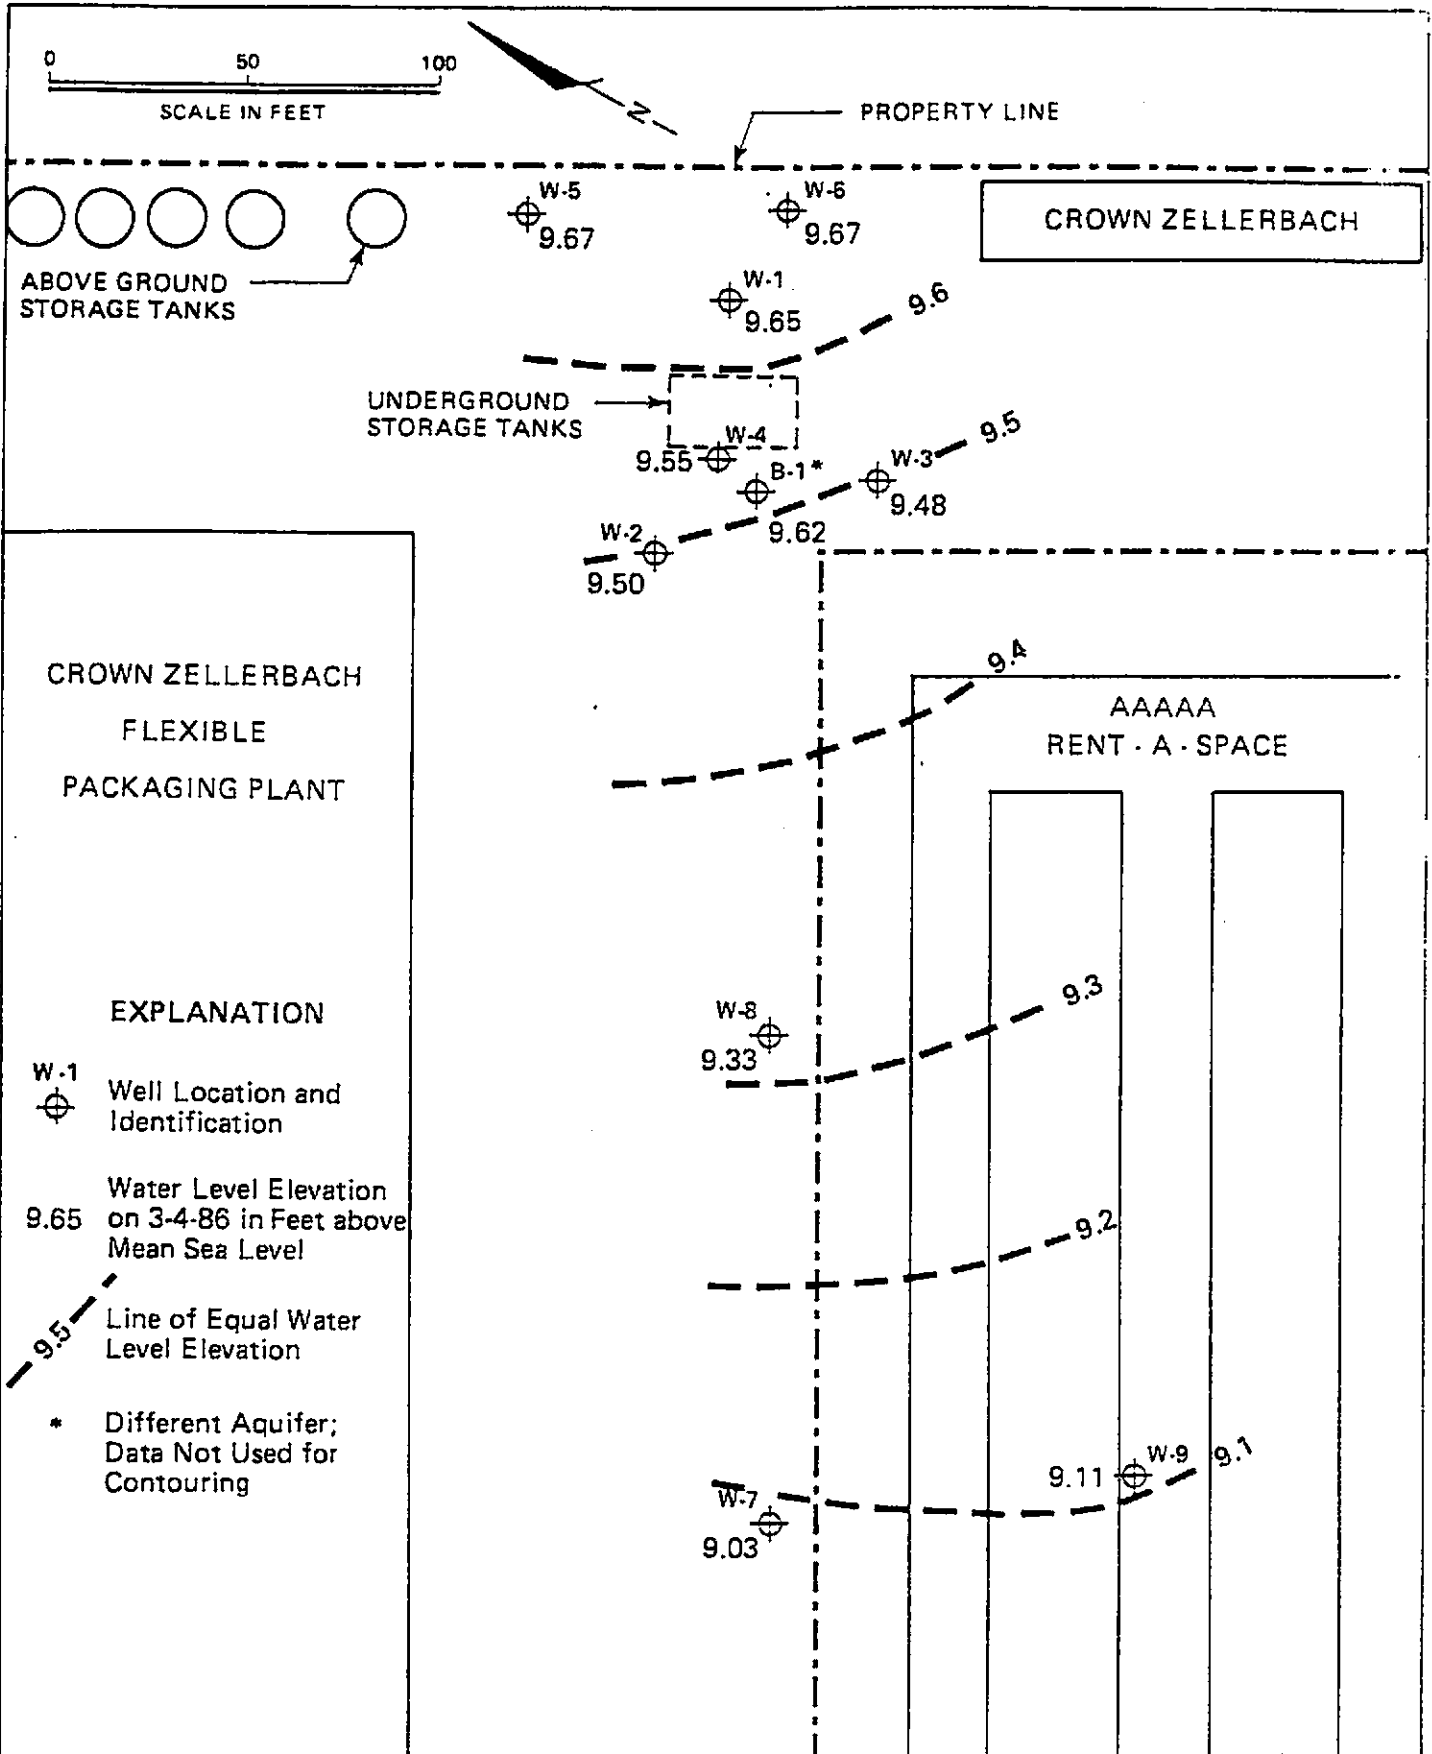 0 50 100
SCALE IN FEET
N
PROPERTY LINE
W-5
9.67
W-6
9.67
CROWN ZELLERBACH
ABOVE GROUND
STORAGE TANKS
W-1
9.65
9.6
UNDERGROUND
STORAGE TANKS
W-4
9.55
B-1*
9.62
W-3
9.48
9.5
W-2
9.50
CROWN ZELLERBACH
FLEXIBLE
PACKAGING PLANT
9.4
AAAAA
RENT-A-SPACE
W-8
9.33
9.3
9.2
W-9
9.11
9.1
W-7
9.03
EXPLANATION
W-1
Well Location and
Identification
9.65
Water Level Elevation
on 3-4-86 in Feet above
Mean Sea Level
9.5
Line of Equal Water
Level Elevation
*
Different Aquifer;
Data Not Used for
Contouring